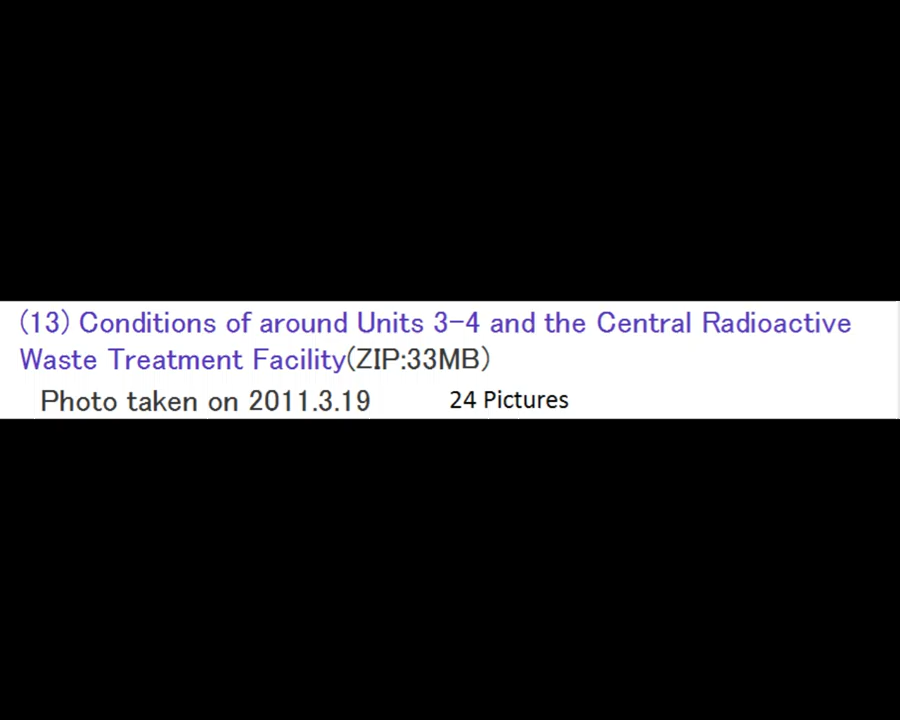 (13) Conditions of around Units 3-4 and the Central Radioactive
Waste Treatment Facility(ZIP:33MB)
Photo taken on 2011.3.19 24 Pictures